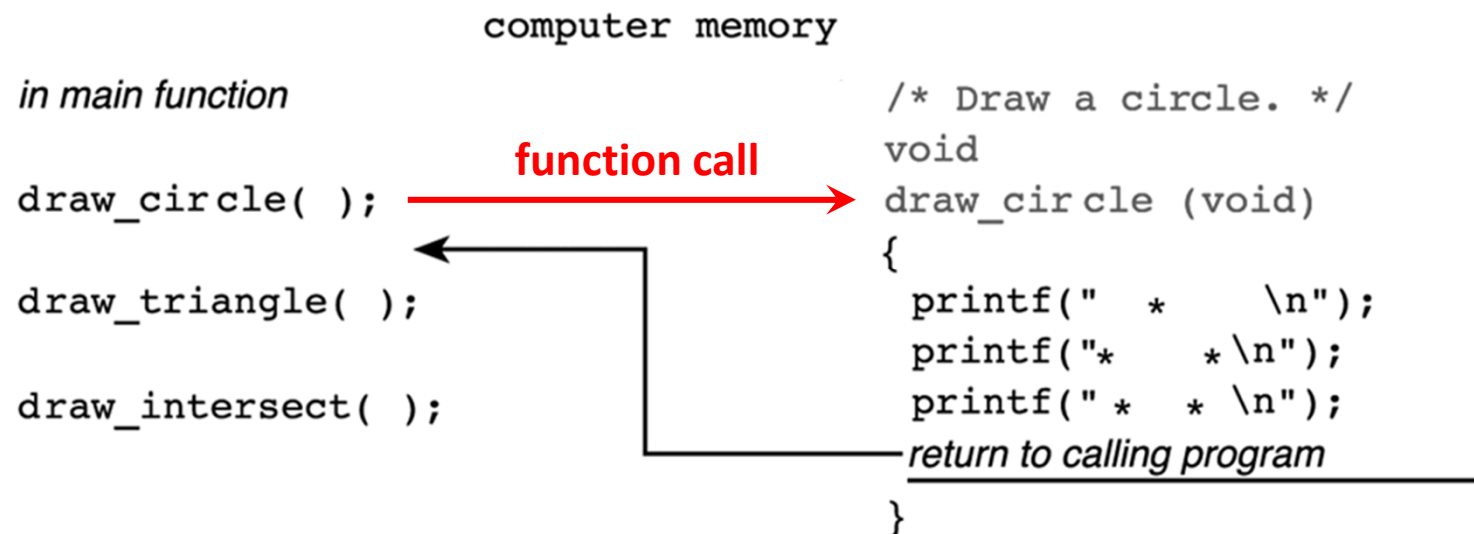 computer memory
in main function
draw_circle( );
draw_triangle( );
draw_intersect( );
function call
/* Draw a circle. */
void
draw_circle (void)
{
printf("  *    \n");
printf("*    *\n");
printf(" *  * \n");
return to calling program
}